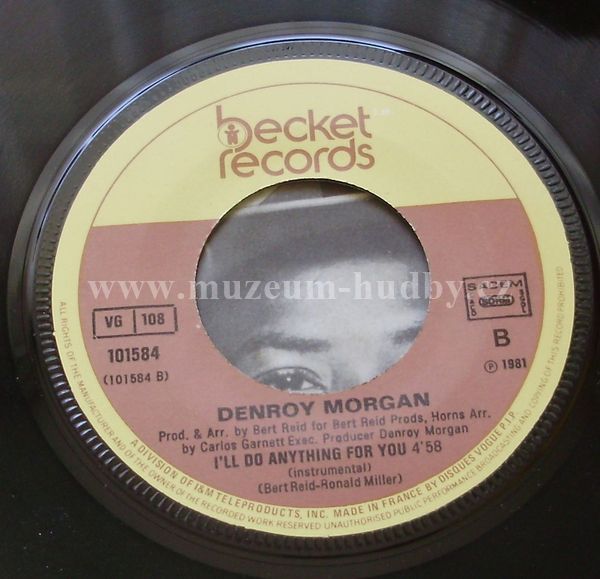 becket
records
www.muzeum-hudby.cz
VG 108
101584
(101584 B)
SACEM
B
℗ 1981
DENROY MORGAN
Prod. & Arr. by Bert Reid for Bert Reid Prods, Horns Arr.
by Carlos Garnett Exec. Producer Danroy Morgan
I'LL DO ANYTHING FOR YOU 4'58
(instrumental)
(Bert Reid-Ronald Miller)
ALL RIGHTS OF THE MANUFACTURER AND OF THE OWNER OF THE RECORDED WORK RESERVED UNAUTHORISED PUBLIC PERFORMANCE BROADCASTING AND COPYING OF THIS RECORD PROHIBITED
A DIVISION OF I&M TELEPRODUCTS, INC. MADE IN FRANCE BY DISQUES VOGUE P.I.P.